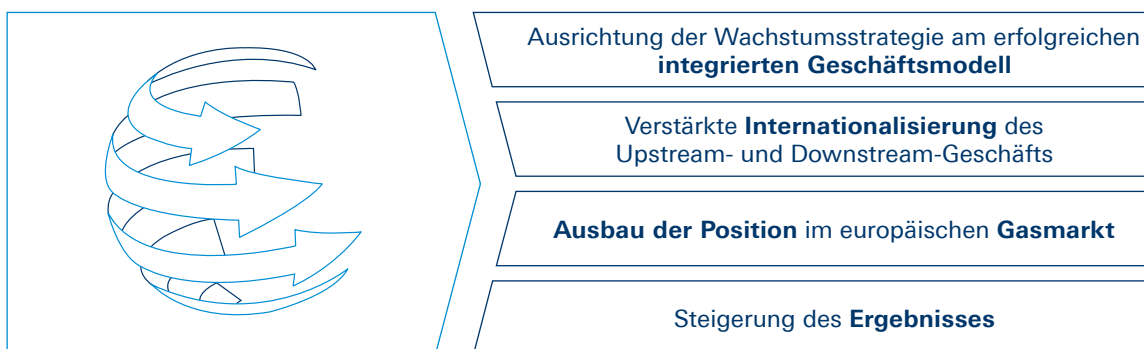 Ausrichtung der Wachstumsstrategie am erfolgreichen
integrierten Geschäftsmodell
Verstärkte Internationalisierung des
Upstream- und Downstream-Geschäfts
Ausbau der Position im europäischen Gasmarkt
Steigerung des Ergebnisses